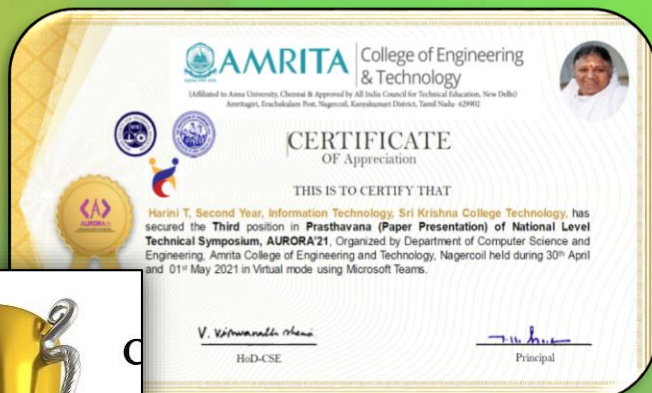 AMRITA
College of Engineering
& Technology
(Affiliated to Anna University, Chennai & Approved by All India Council for Technical Education, New Delhi)
Amritagiri, Erachakulam Post, Nagercoil, Kanyakumari District, Tamil Nadu- 629902
CERTIFICATE
OF Appreciation
THIS IS TO CERTIFY THAT
Harini T, Second Year, Information Technology, Sri Krishna College Technology, has
secured the Third position in Prasthavana (Paper Presentation) of National Level
Technical Symposium, AURORA'21, Organized by Department of Computer Science and
Engineering, Amrita College of Engineering and Technology, Nagercoil held during 30th April
and 01st May 2021 in Virtual mode using Microsoft Teams.
HoD-CSE
Principal